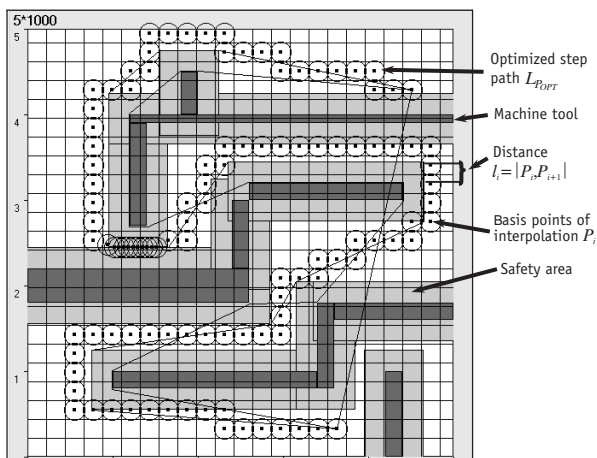 5*1000
5
4
3
2
1
Optimized step
path L_{P_{OPT}}
Machine tool
Distance
l_i=|P_i,P_{i+1}|
Basis points of
interpolation P_i
Safety area